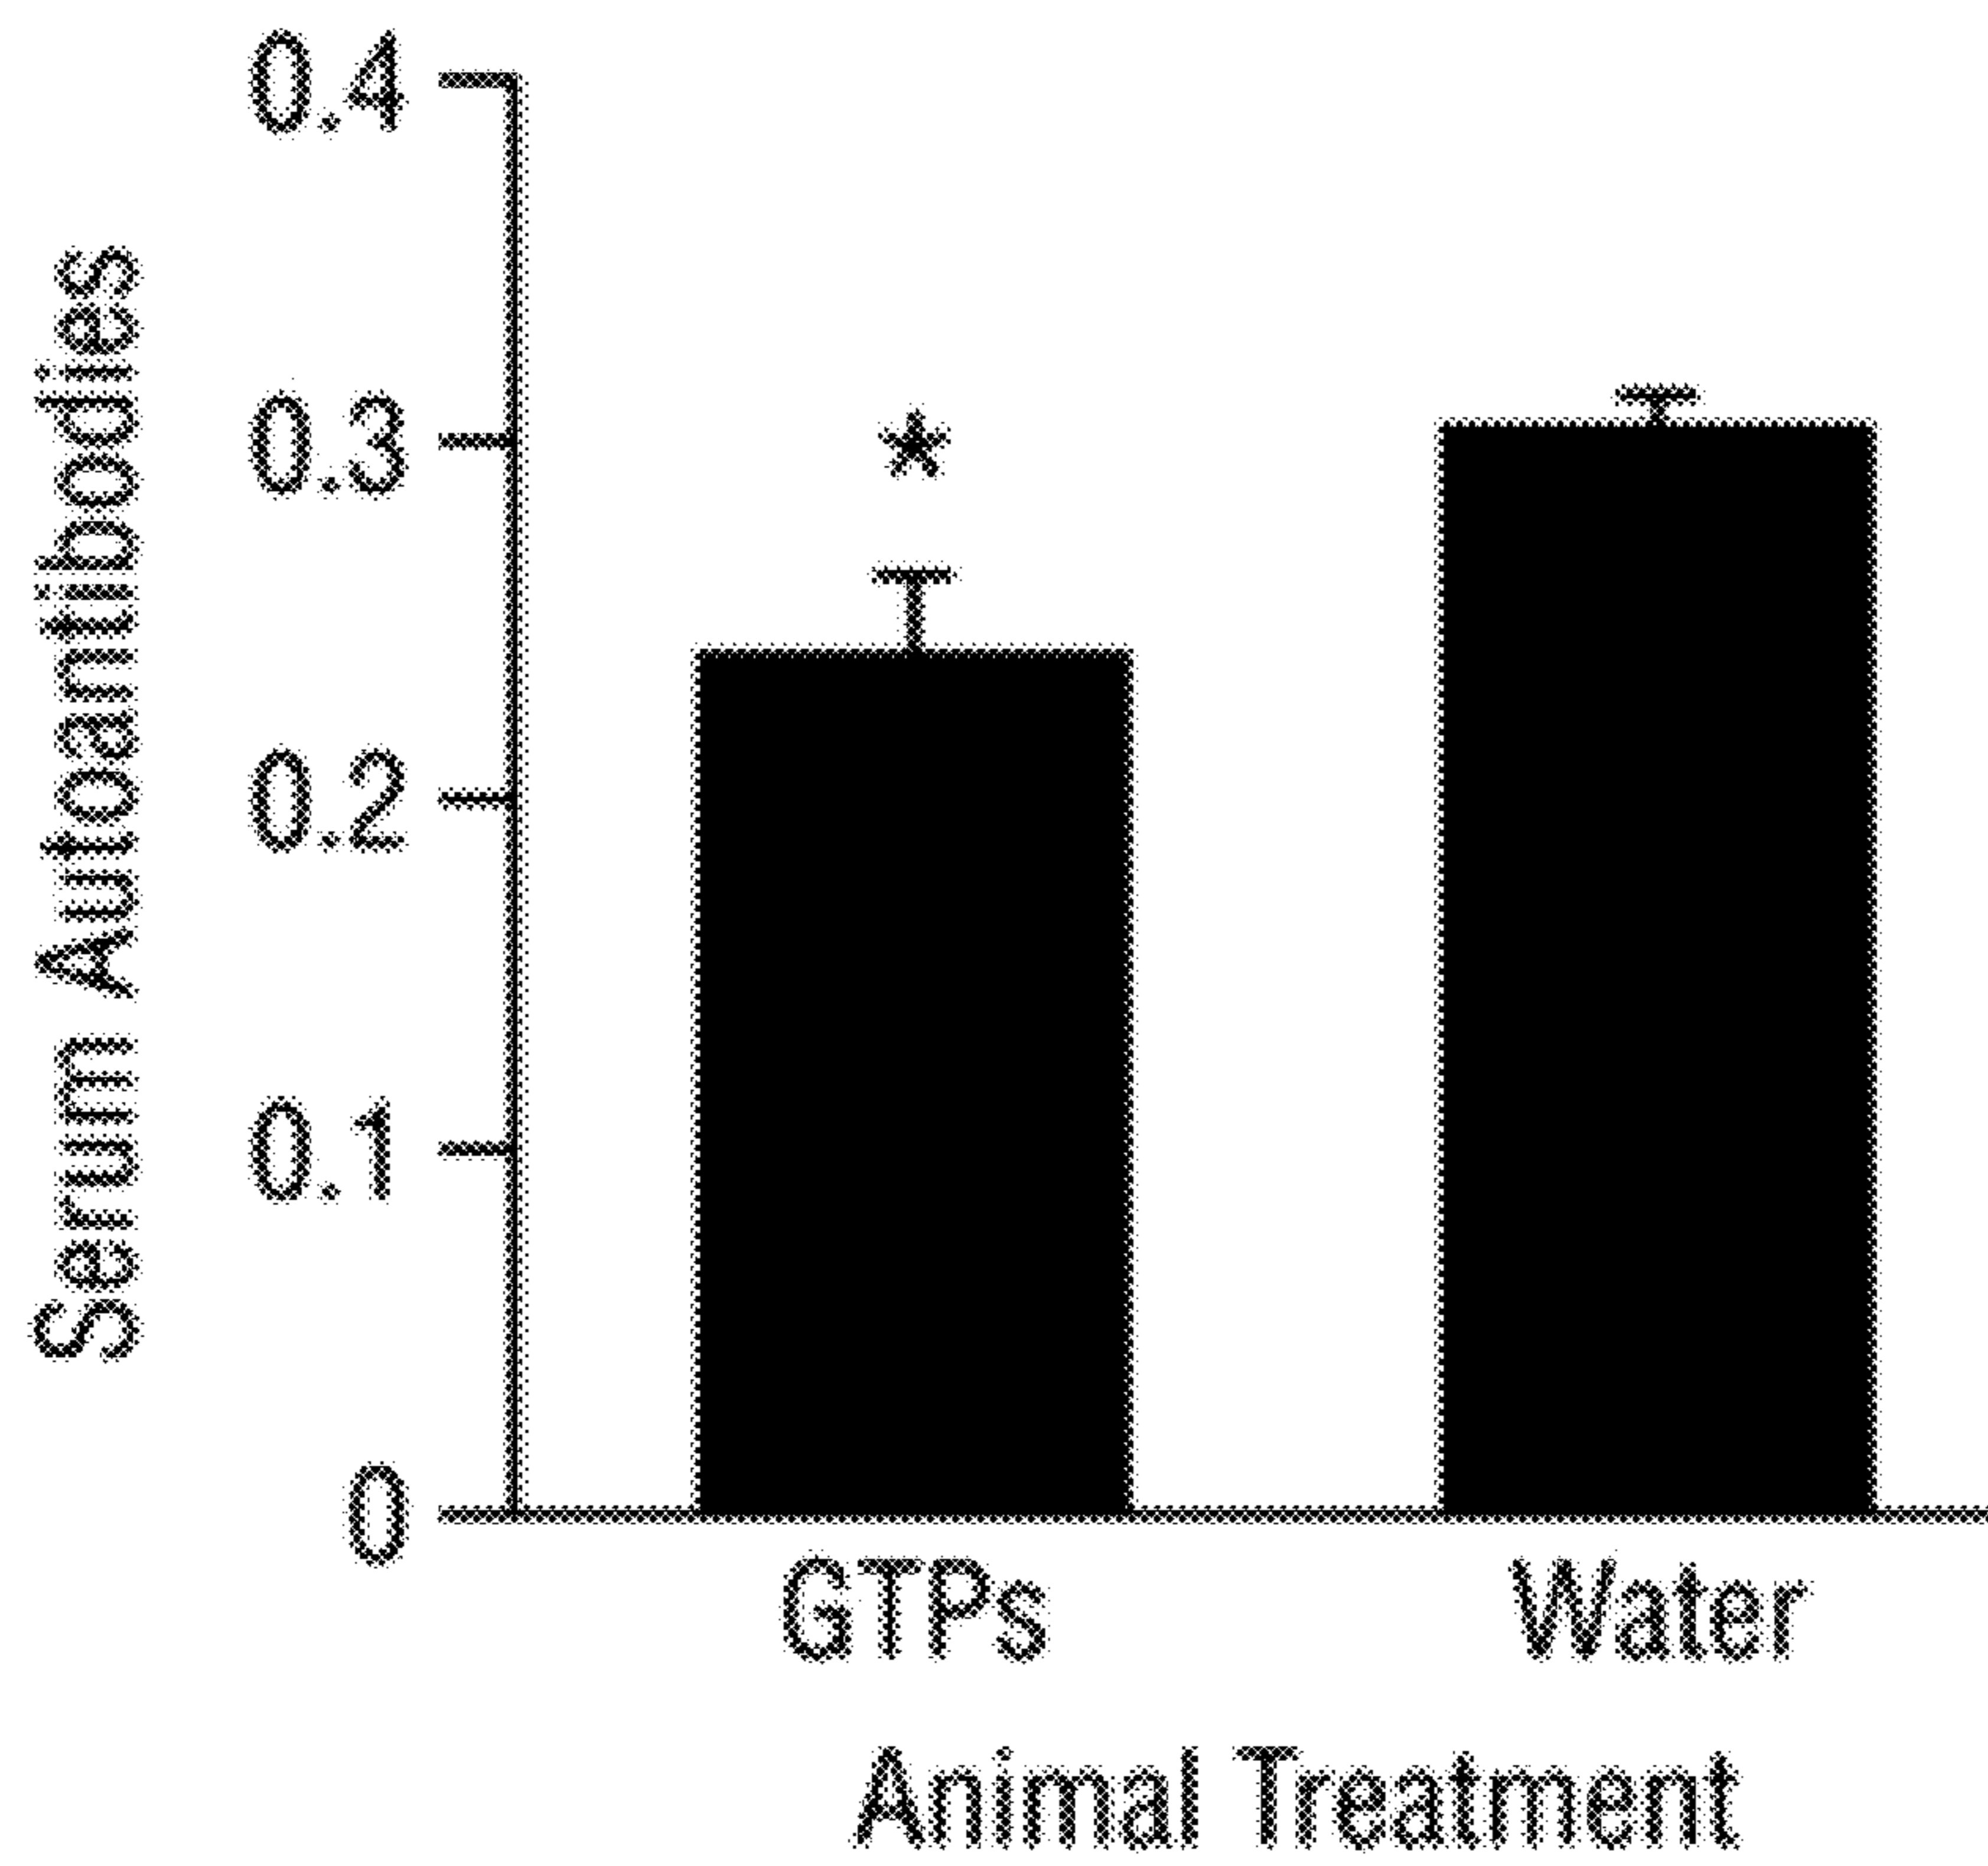 0.4
0.3
0.2
0.1
0
Serum Autoantibodies
*
GTPs
Water
Animal Treatment